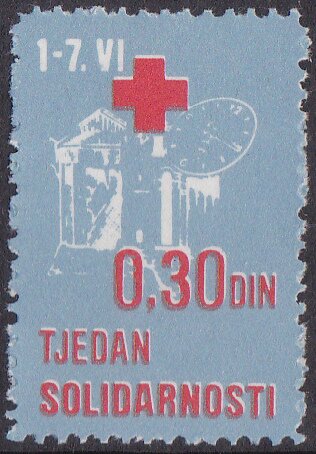 1-7. VI
0,30 DIN
TJEDAN
SOLIDARNOSTI